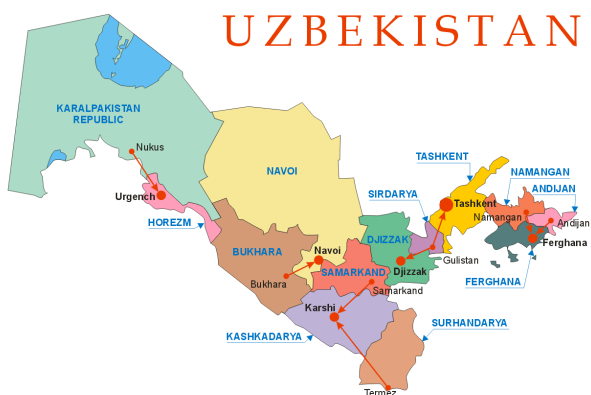 UZBEKISTAN
KARALPAKISTAN
REPUBLIC
Nukus
Urgench
HOREZM
NAVOI
BUKHARA
Navoi
Bukhara
SAMARKAND
Samarkand
Karshi
KASHKADARYA
SURHANDARYA
Termez
DJIZZAK
Djizzak
SIRDARYA
Gulistan
TASHKENT
Tashkent
NAMANGAN
Namangan
ANDIJAN
Andijan
Ferghana
FERGHANA